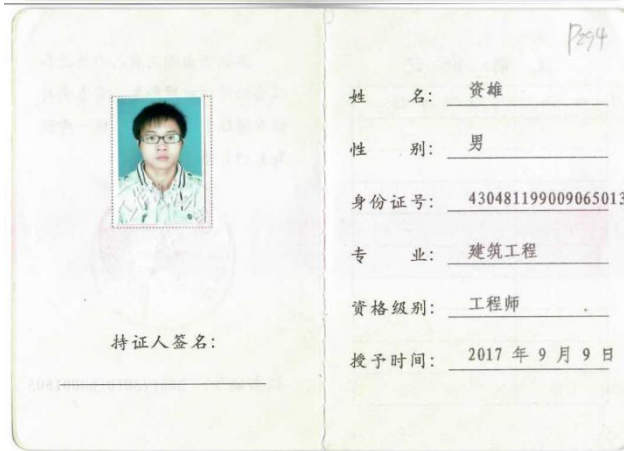 P294
姓 名: 资雄
性 别: 男
身份证号: 430481199009065013
专 业: 建筑工程
资格级别: 工程师
授予时间: 2017 年 9 月 9 日
持证人签名: